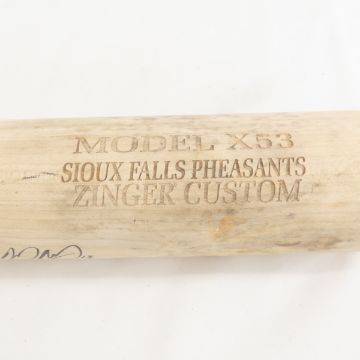 MODEL X53
SIOUX FALLS PHEASANTS
ZINGER CUSTOM